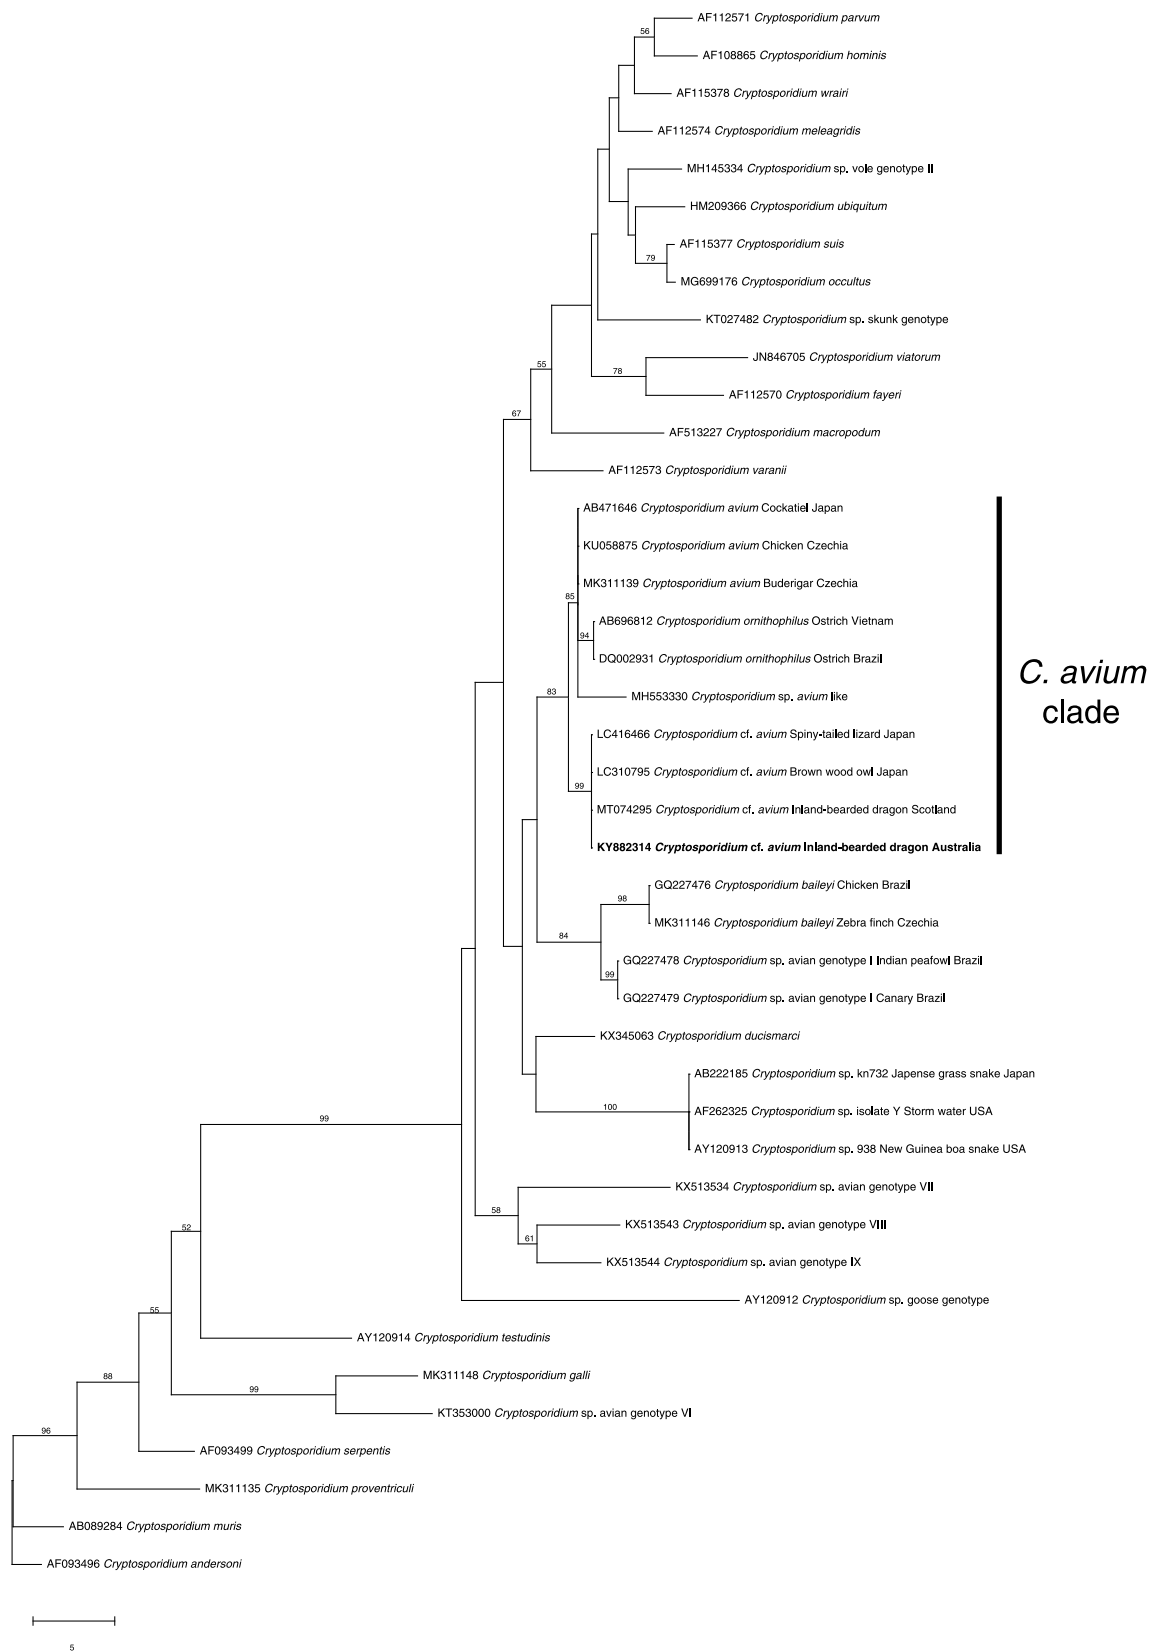 AF112571 Cryptosporidium parvum
56
AF108865 Cryptosporidium hominis
AF115378 Cryptosporidium wrairi
AF112574 Cryptosporidium meleagridis
MH145334 Cryptosporidium sp. vole genotype II
HM209366 Cryptosporidium ubiquitum
AF115377 Cryptosporidium suis
79
MG699176 Cryptosporidium occultus
KT027482 Cryptosporidium sp. skunk genotype
JN846705 Cryptosporidium viatorum
55
78
AF112570 Cryptosporidium fayeri
67
AF513227 Cryptosporidium macropodum
AF112573 Cryptosporidium varanii
AB471646 Cryptosporidium avium Cockatiel Japan
KU058875 Cryptosporidium avium Chicken Czechia
MK311139 Cryptosporidium avium Buderigar Czechia
85
AB696812 Cryptosporidium ornithophilus Ostrich Vietnam
94
DQ002931 Cryptosporidium ornithophilus Ostrich Brazil
C. avium
clade
83
MH553330 Cryptosporidium sp. avium like
LC416466 Cryptosporidium cf. avium Spiny-tailed lizard Japan
LC310795 Cryptosporidium cf. avium Brown wood owl Japan
99
MT074295 Cryptosporidium cf. avium Inland-bearded dragon Scotland
KY882314 Cryptosporidium cf. avium Inland-bearded dragon Australia
GQ227476 Cryptosporidium baileyi Chicken Brazil
98
MK311146 Cryptosporidium baileyi Zebra finch Czechia
84
GQ227478 Cryptosporidium sp. avian genotype I Indian peafowl Brazil
99
GQ227479 Cryptosporidium sp. avian genotype I Canary Brazil
KX345063 Cryptosporidium ducismarci
AB222185 Cryptosporidium sp. kn732 Japense grass snake Japan
100
AF262325 Cryptosporidium sp. isolate Y Storm water USA
99
AY120913 Cryptosporidium sp. 938 New Guinea boa snake USA
KX513534 Cryptosporidium sp. avian genotype VII
58
KX513543 Cryptosporidium sp. avian genotype VIII
52
61
KX513544 Cryptosporidium sp. avian genotype IX
AY120912 Cryptosporidium sp. goose genotype
55
AY120914 Cryptosporidium testudinis
MK311148 Cryptosporidium galli
88
99
KT353000 Cryptosporidium sp. avian genotype VI
96
AF093499 Cryptosporidium serpentis
MK311135 Cryptosporidium proventriculi
AB089284 Cryptosporidium muris
AF093496 Cryptosporidium andersoni
5